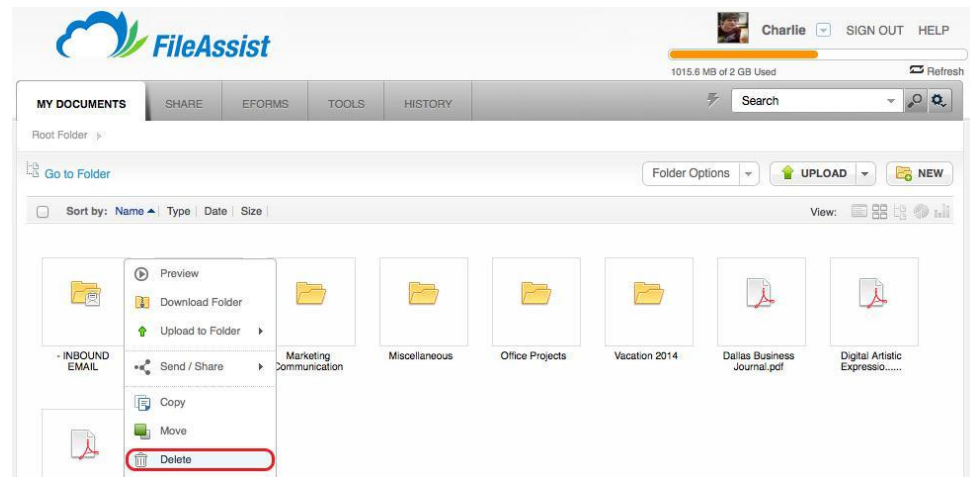 FileAssist
Charlie SIGN OUT HELP
1015.6 MB of 2 GB Used Refresh
MY DOCUMENTS SHARE EFORMS TOOLS HISTORY Search
Root Folder
Go to Folder Folder Options UPLOAD NEW
Sort by: Name Type Date Size View:
Preview
Download Folder
Upload to Folder
Send / Share
Copy
Move
Delete
- INBOUND
EMAIL
Marketing
Communication
Miscellaneous
Office Projects
Vacation 2014
Dallas Business
Journal.pdf
Digital Artistic
Expressio......